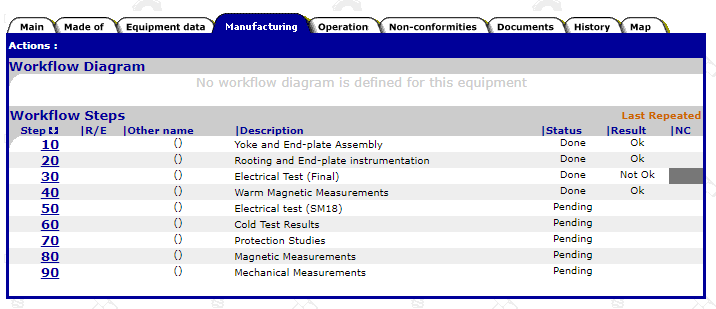 Main Made of Equipment data Manufacturing Operation Non-conformities Documents History Map
Actions :
Workflow Diagram
No workflow diagram is defined for this equipment
Workflow Steps Last Repeated
Step |R/E |Other name |Description |Status |Result |NC
10 () Yoke and End-plate Assembly Done Ok
20 () Rooting and End-plate instrumentation Done Ok
30 () Electrical Test (Final) Done Not Ok
40 () Warm Magnetic Measurements Done Ok
50 () Electrical test (SM18) Pending
60 () Cold Test Results Pending
70 () Protection Studies Pending
80 () Magnetic Measurements Pending
90 () Mechanical Measurements Pending